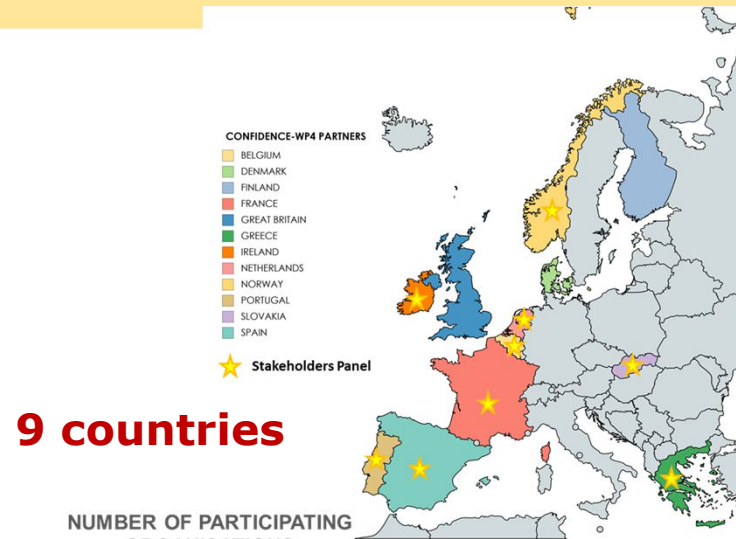 CONFIDENCE-WP4 PARTNERS
BELGIUM
DENMARK
FINLAND
FRANCE
GREAT BRITAIN
GREECE
IRELAND
NETHERLANDS
NORWAY
PORTUGAL
SLOVAKIA
SPAIN
Stakeholders Panel
9 countries
NUMBER OF PARTICIPATING